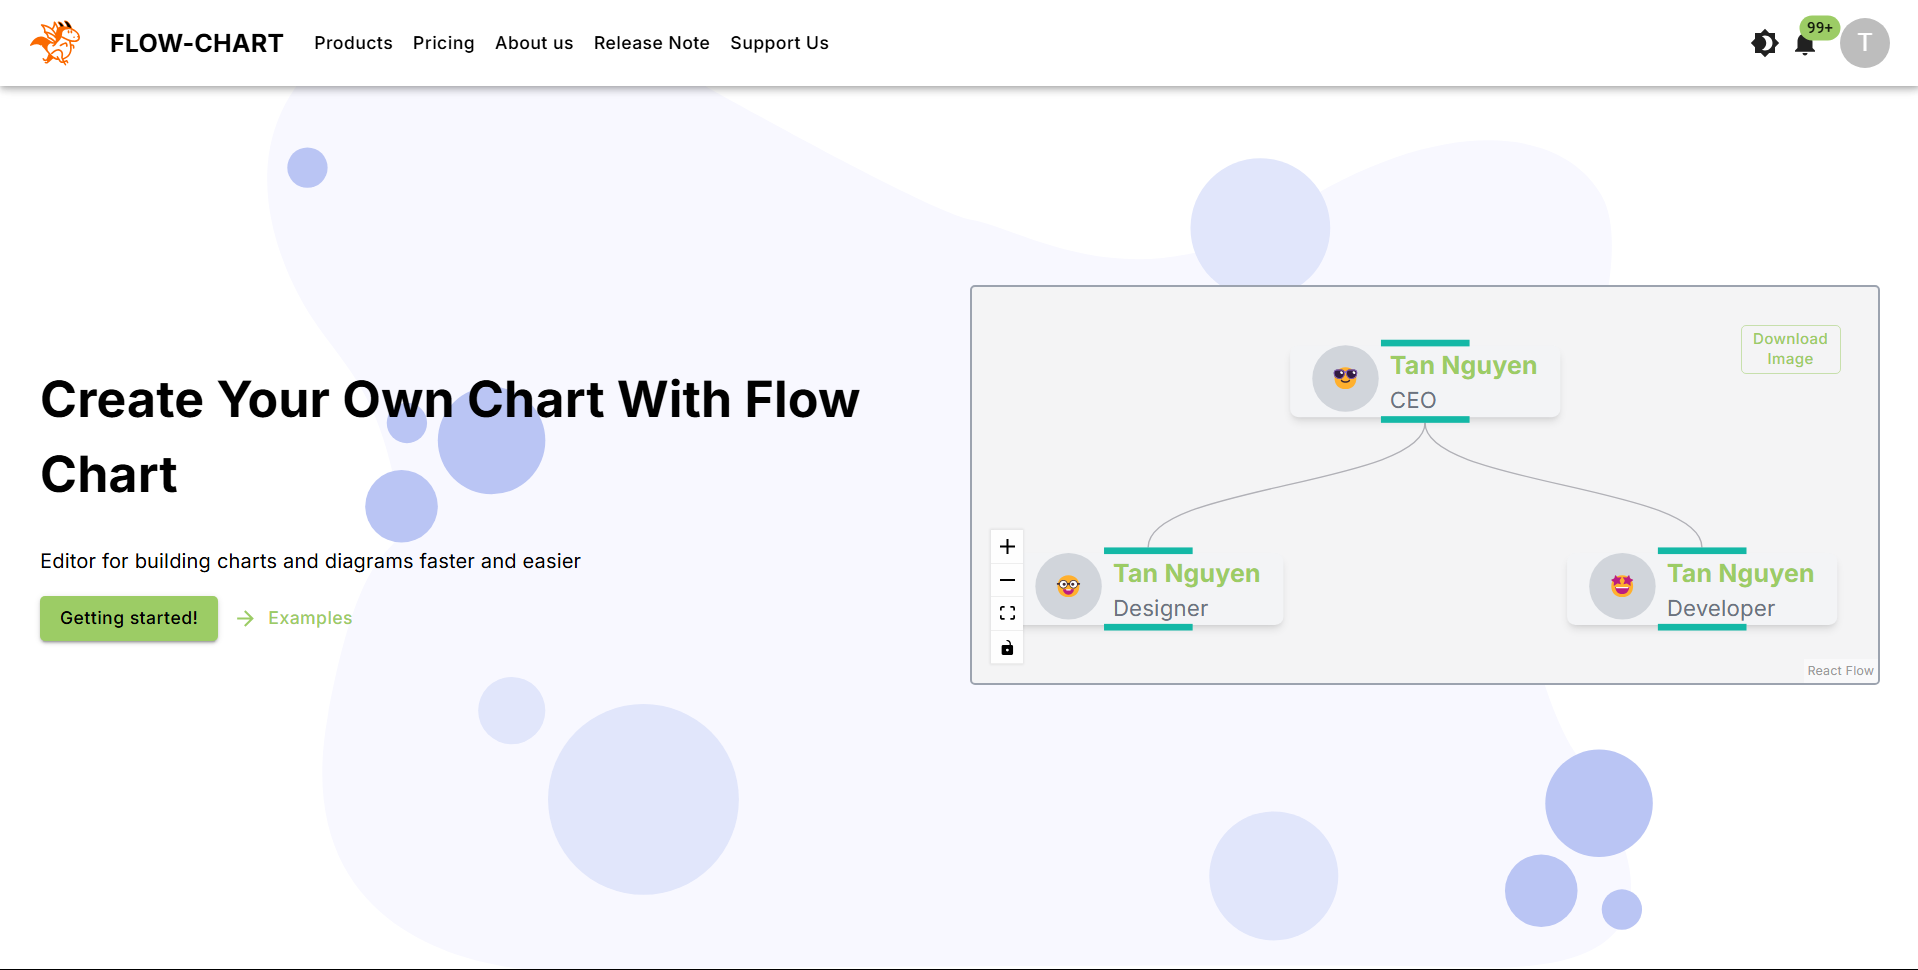 FLOW-CHART
Products
Pricing
About us
Release Note
Support Us
99+
T
Create Your Own Chart With Flow
Chart
Editor for building charts and diagrams faster and easier
Getting started!
Examples
Download
Image
Tan Nguyen
CEO
Tan Nguyen
Designer
Tan Nguyen
Developer
React Flow